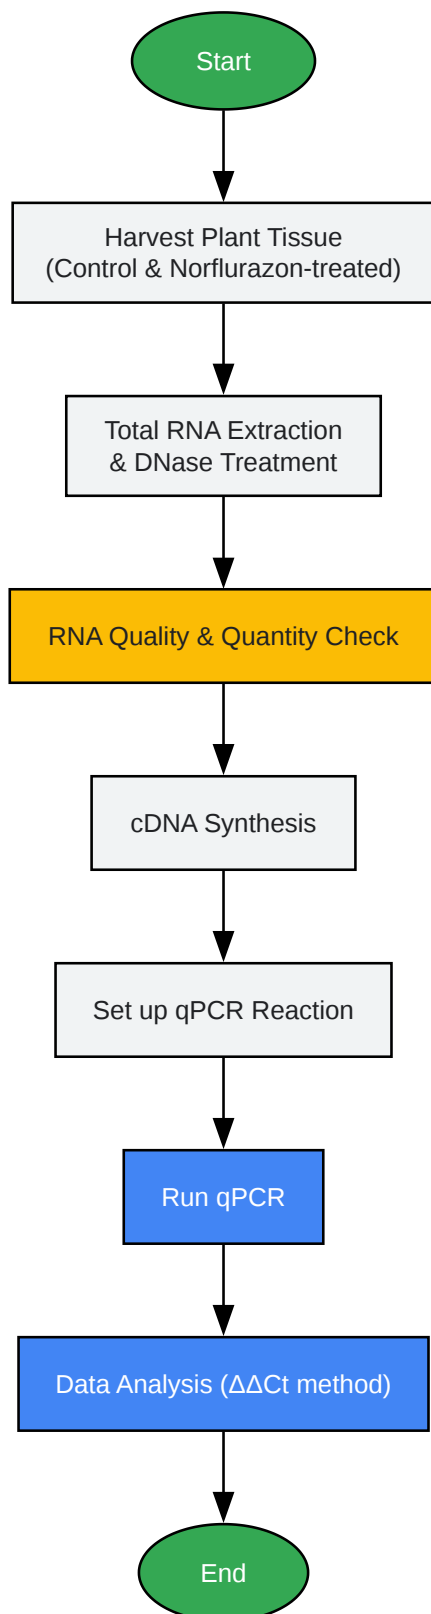 Start
Harvest Plant Tissue
(Control & Norflurazon-treated)
Total RNA Extraction
& DNase Treatment
RNA Quality & Quantity Check
cDNA Synthesis
Set up qPCR Reaction
Run qPCR
Data Analysis (ΔΔCt method)
End